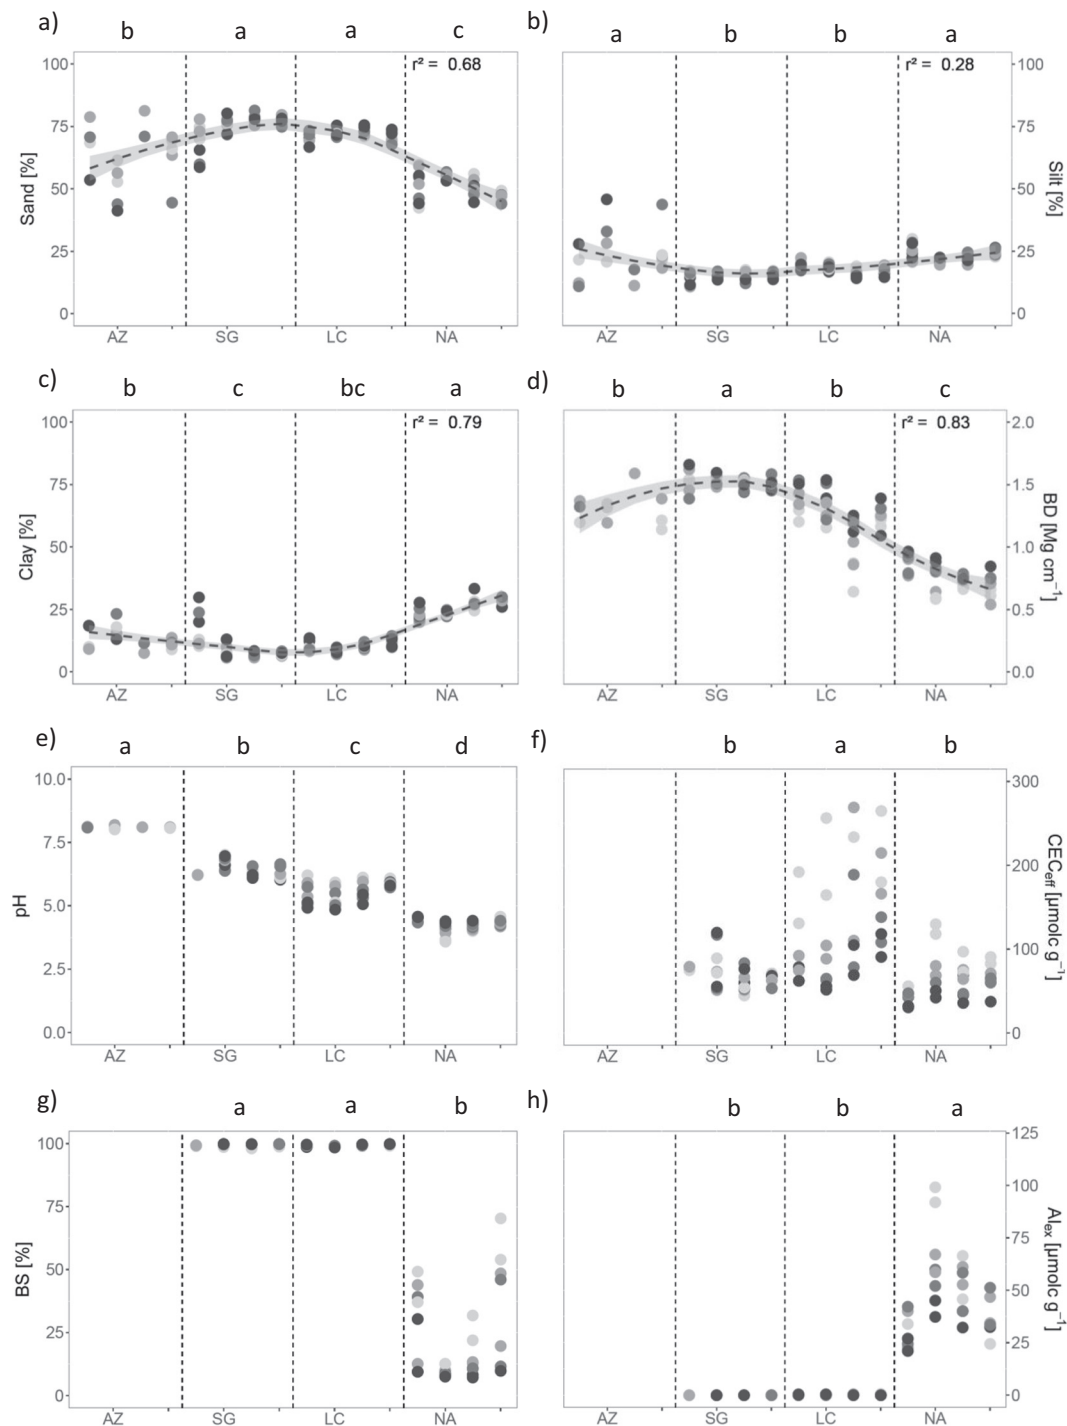 a) b a a c
r² = 0.68
100
75
50
25
0
Sand [%]
AZ SG LC NA
b) a b b a
r² = 0.28
100
75
50
25
0
Silt [%]
AZ SG LC NA
c) b c bc a
r² = 0.79
100
75
50
25
0
Clay [%]
AZ SG LC NA
d) b a b c
r² = 0.83
2.0
1.5
1.0
0.5
0.0
BD [Mg cm⁻¹]
AZ SG LC NA
e) a b c d
10.0
7.5
5.0
2.5
0.0
pH
AZ SG LC NA
f) b a b
300
200
100
0
CECeff [µmolc g⁻¹]
AZ SG LC NA
g) a a b
100
75
50
25
0
BS [%]
AZ SG LC NA
h) b b a
125
100
75
50
25
0
Alex [µmolc g⁻¹]
AZ SG LC NA